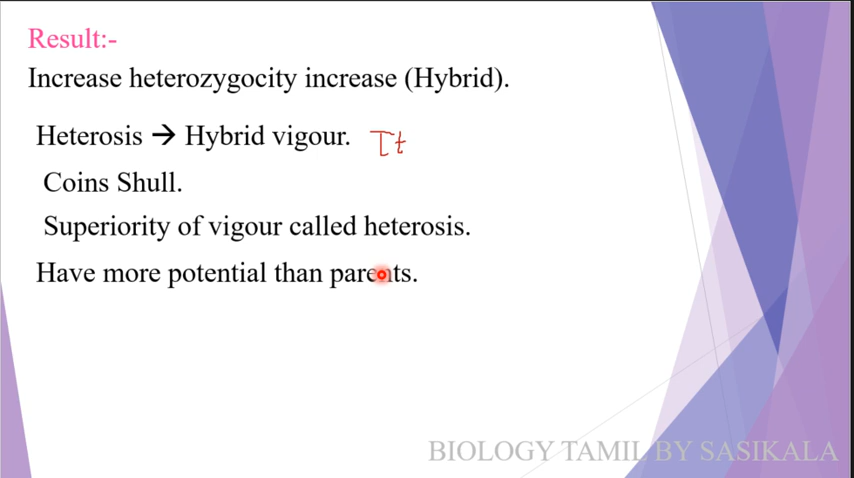 Result:-
Increase heterozygocity increase (Hybrid).
Heterosis → Hybrid vigour. It
Coins Shull.
Superiority of vigour called heterosis.
Have more potential than parents.
BIOLOGY TAMIL BY SASIKALA